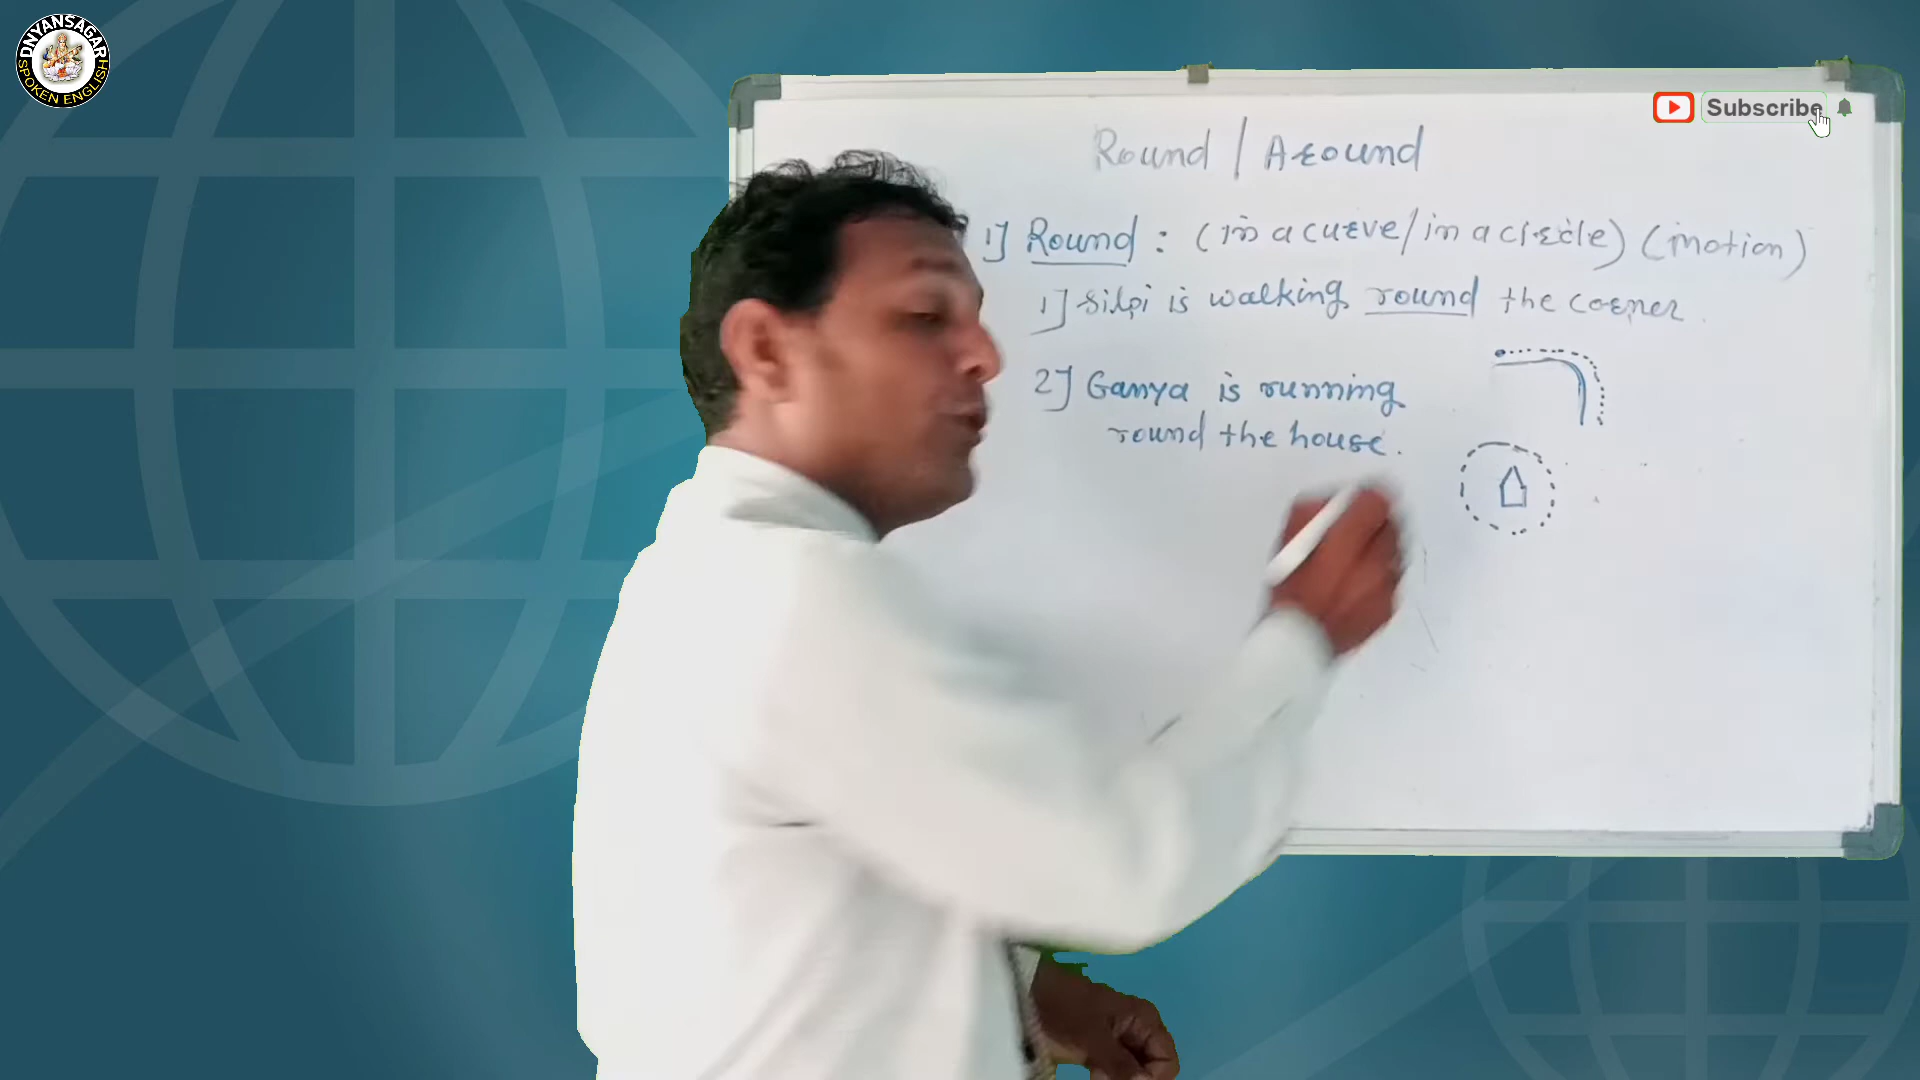 DNYANSAGAR
SPOKEN ENGLISH
Subscribe
Round / Around
1] Round : (in a curve/in a circle) (motion)
1] Silpi is walking round the corner.
2] Ganya is running
round the house.